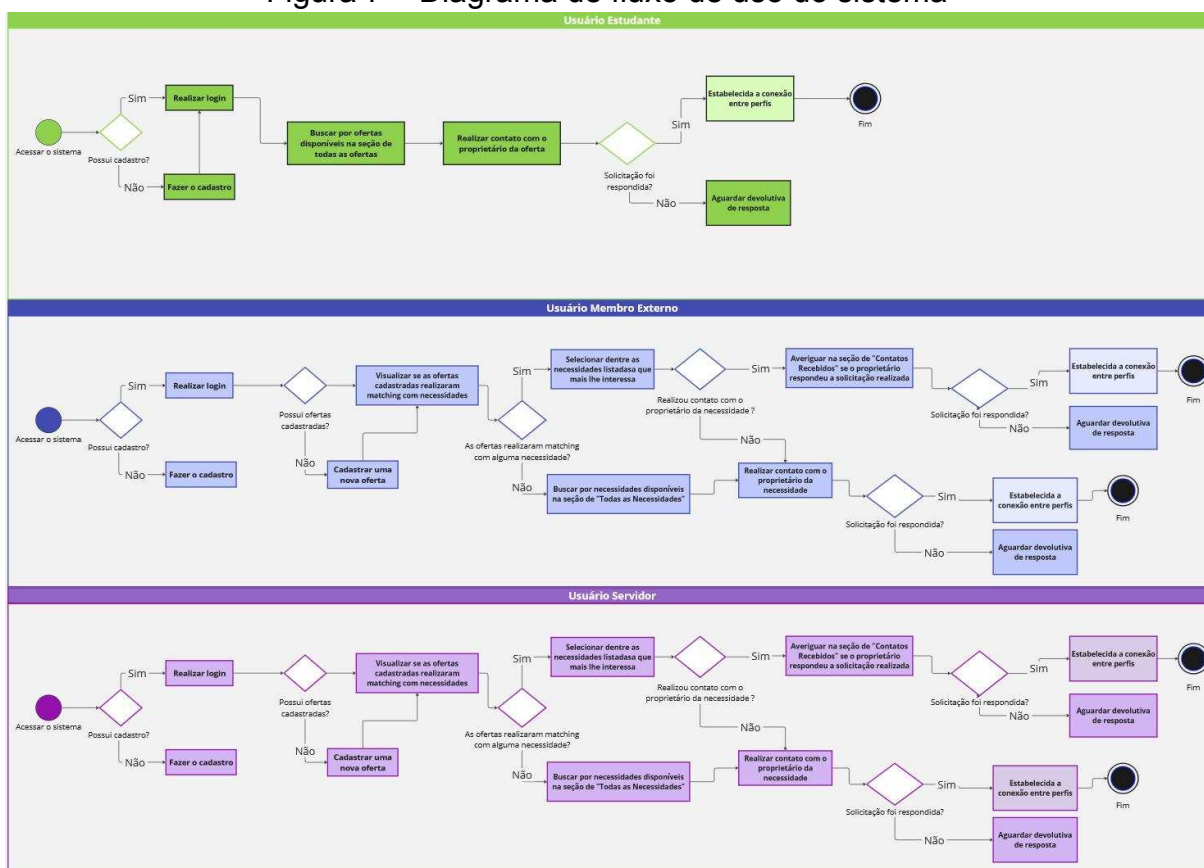 Usuário Estudante
Sim
Realizar login
Acessar o sistema
Possui cadastro?
Não
Fazer o cadastro
Buscar por ofertas
disponíveis na seção de
todas as ofertas
Realizar contato com o
proprietário da oferta
Solicitação foi
respondida?
Sim
Estabelecida a conexão
entre perfis
Fim
Não
Aguardar devolutiva
de resposta
Usuário Membro Externo
Sim
Realizar login
Acessar o sistema
Possui cadastro?
Não
Fazer o cadastro
Possui ofertas
cadastradas?
Não
Cadastrar uma
nova oferta
Visualizar se as ofertas
cadastradas realizaram
matching com necessidades
As ofertas realizaram matching
com alguma necessidade?
Sim
Selecionar dentre as
necessidades listadasa que
mais lhe interessa
Não
Buscar por necessidades disponíveis
na seção de "Todas as Necessidades"
Realizou contato com o
proprietário da necessidade ?
Sim
Averiguar na seção de "Contatos
Recebidos" se o proprietário
respondeu a solicitação realizada
Não
Realizar contato com o
proprietário da
necessidade
Solicitação foi respondida?
Sim
Estabelecida a conexão
entre perfis
Fim
Não
Aguardar devolutiva
de resposta
Solicitação foi respondida?
Sim
Estabelecida a
conexão entre perfis
Fim
Não
Aguardar devolutiva
de resposta
Usuário Servidor
Sim
Realizar login
Acessar o sistema
Possui cadastro?
Não
Fazer o cadastro
Possui ofertas
cadastradas?
Não
Cadastrar uma
nova oferta
Visualizar se as ofertas
cadastradas realizaram
matching com necessidades
As ofertas realizaram matching
com alguma necessidade?
Sim
Selecionar dentre as
necessidades listadasa que
mais lhe interessa
Não
Buscar por necessidades disponíveis
na seção de "Todas as Necessidades"
Realizou contato com o
proprietário da necessidade ?
Sim
Averiguar na seção de "Contatos
Recebidos" se o proprietário
respondeu a solicitação realizada
Não
Realizar contato com o
proprietário da
necessidade
Solicitação foi respondida?
Sim
Estabelecida a conexão
entre perfis
Fim
Não
Aguardar devolutiva
de resposta
Solicitação foi respondida?
Sim
Estabelecida a
conexão entre perfis
Fim
Não
Aguardar devolutiva
de resposta